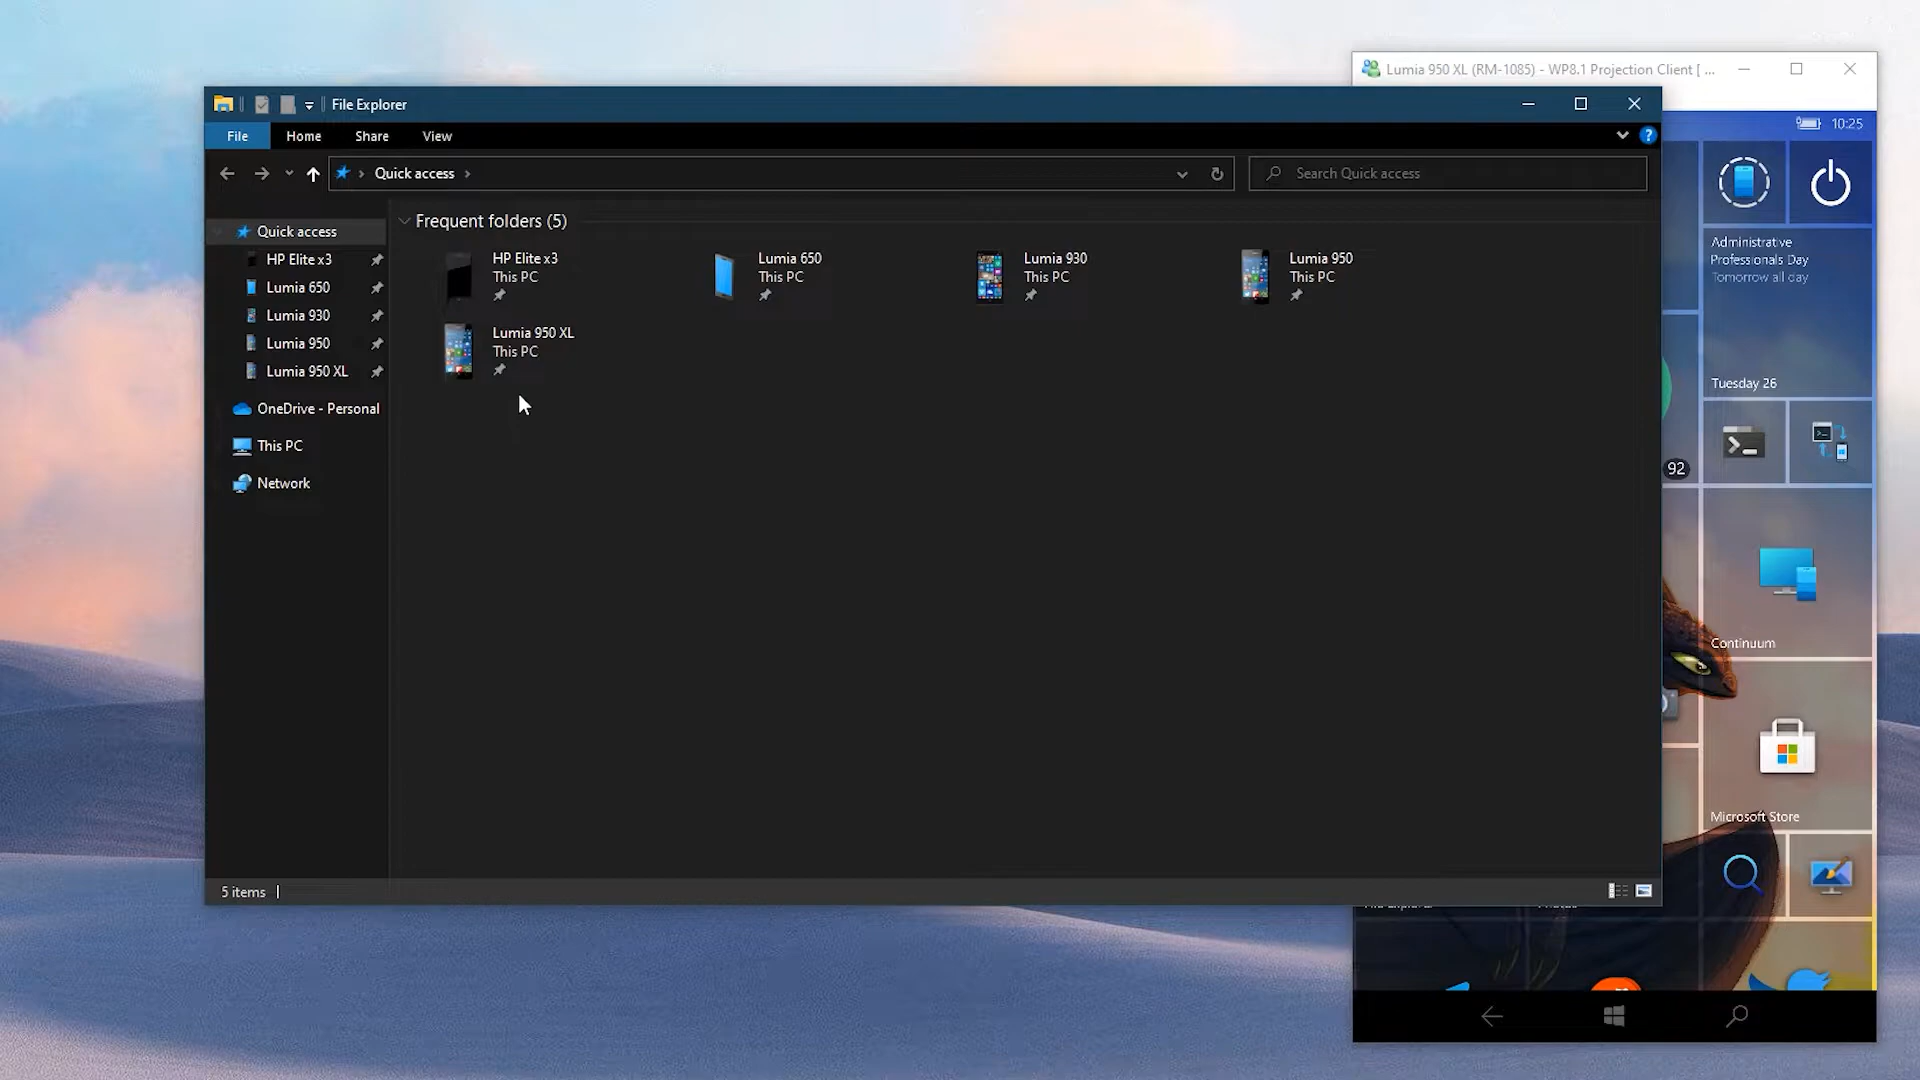 Lumia 950 XL (RM-1085) - WP8.1 Projection Client [ ...
File Explorer
File
Home
Share
View
10:25
Quick access
Search Quick access
Frequent folders (5)
Quick access
HP Elite x3
Lumia 650
Lumia 930
Lumia 950
Lumia 950 XL
OneDrive - Personal
This PC
Network
HP Elite x3
This PC
Lumia 650
This PC
Lumia 930
This PC
Lumia 950
This PC
Lumia 950 XL
This PC
5 items
Administrative
Professionals Day
Tomorrow all day
Tuesday 26
92
Continuum
Microsoft Store